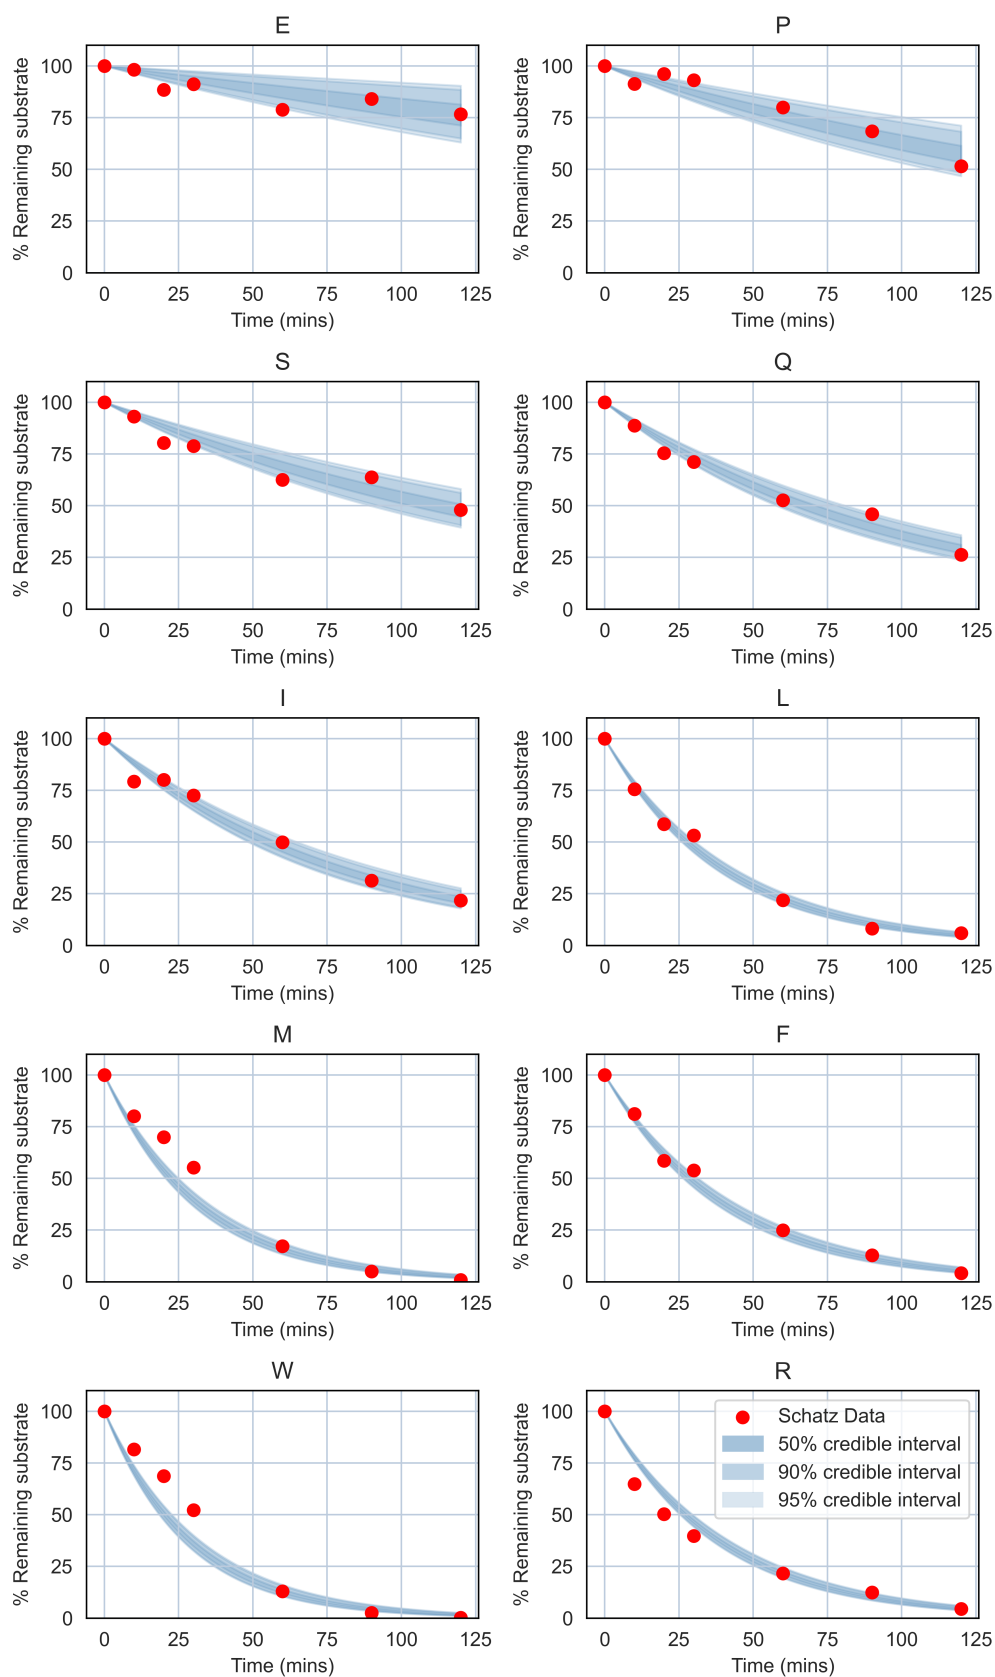 E
% Remaining substrate
100
75
50
25
0
0 25 50 75 100 125
Time (mins)
P
% Remaining substrate
100
75
50
25
0
0 25 50 75 100 125
Time (mins)
S
% Remaining substrate
100
75
50
25
0
0 25 50 75 100 125
Time (mins)
Q
% Remaining substrate
100
75
50
25
0
0 25 50 75 100 125
Time (mins)
I
% Remaining substrate
100
75
50
25
0
0 25 50 75 100 125
Time (mins)
L
% Remaining substrate
100
75
50
25
0
0 25 50 75 100 125
Time (mins)
M
% Remaining substrate
100
75
50
25
0
0 25 50 75 100 125
Time (mins)
F
% Remaining substrate
100
75
50
25
0
0 25 50 75 100 125
Time (mins)
W
% Remaining substrate
100
75
50
25
0
0 25 50 75 100 125
Time (mins)
R
% Remaining substrate
100
75
50
25
0
Schatz Data
50% credible interval
90% credible interval
95% credible interval
0 25 50 75 100 125
Time (mins)